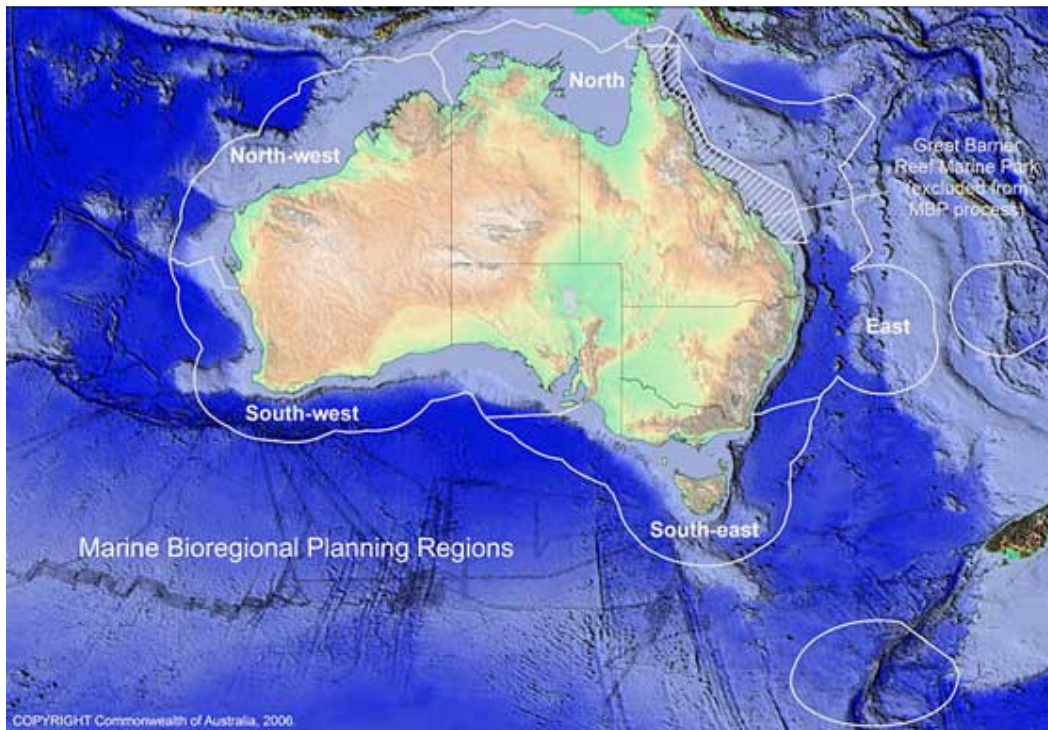 North
North-west
Great Barrier
Reef Marine Park
(excluded from
MBP process)
East
South-west
South-east
Marine Bioregional Planning Regions
COPYRIGHT Commonwealth of Australia, 2006.